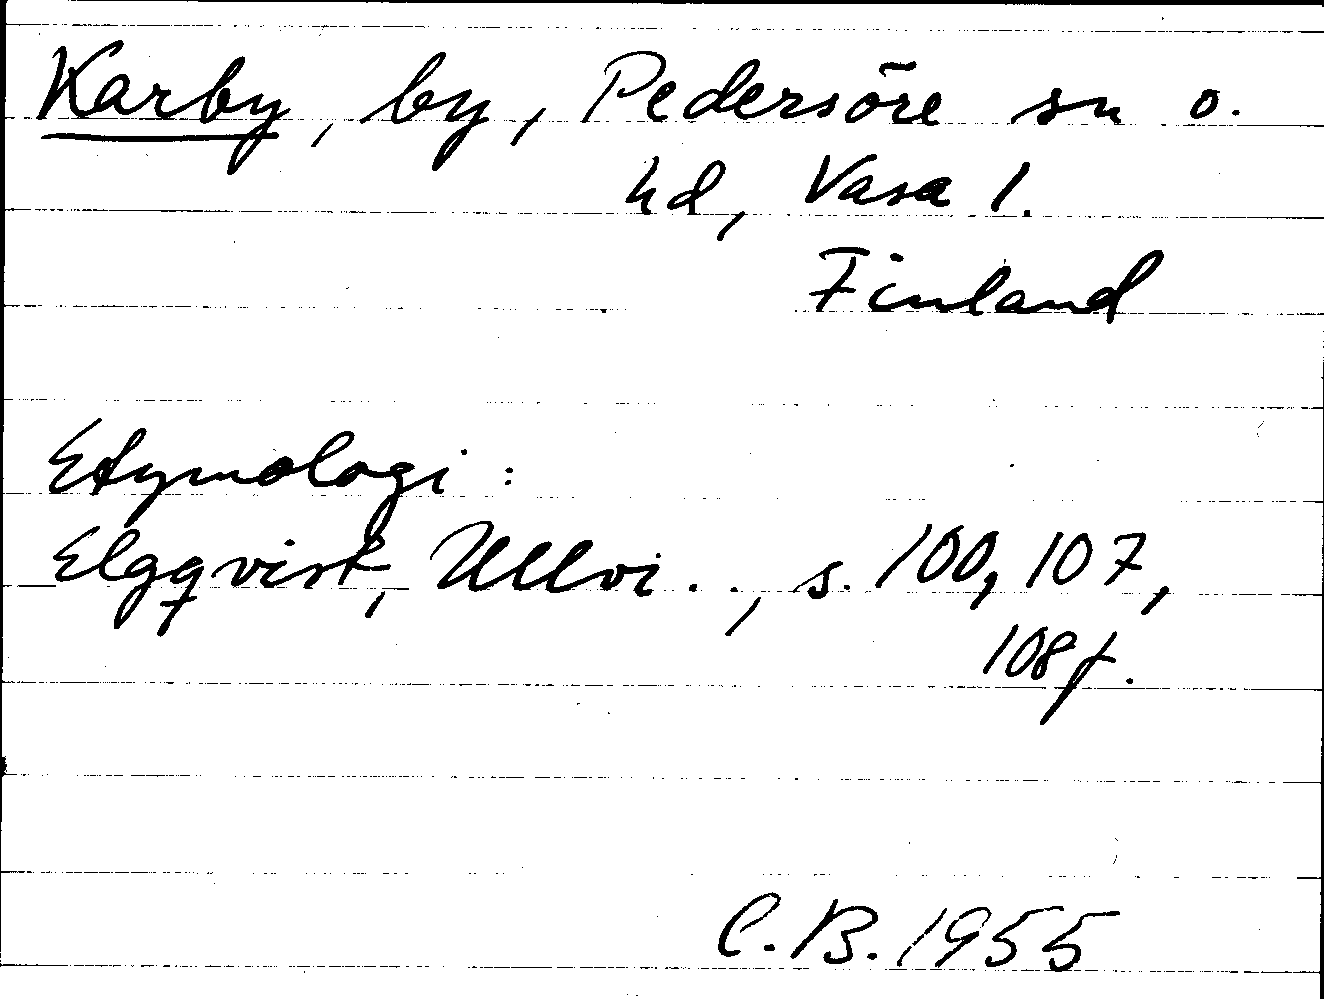 Karby, by, Pedersöre sn o.
hd, Vasa l.
Finland
Etymologi:
Elgqvist, Ullvi . . , s. 100, 107,
108 f.
C.B. 1955